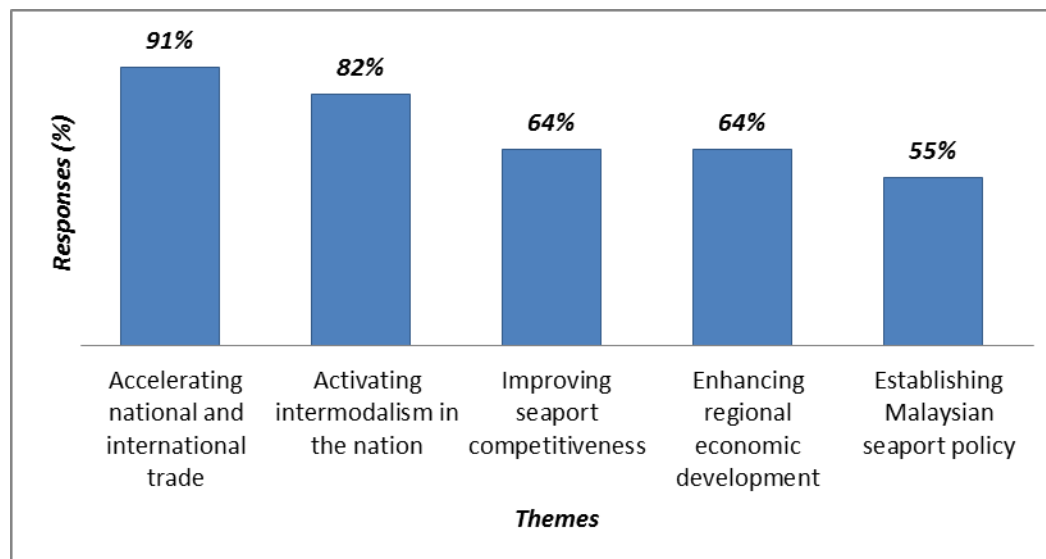 91%
82%
64%
64%
55%
Responses (%)
Accelerating
national and
international
trade
Activating
intermodalism in
the nation
Improving
seaport
competitiveness
Enhancing
regional
economic
development
Establishing
Malaysian
seaport policy
Themes